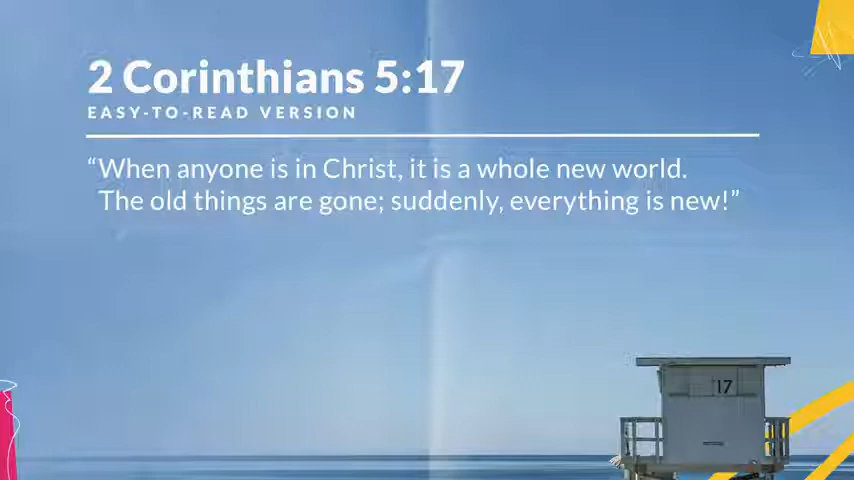 2 Corinthians 5:17
EASY-TO-READ VERSION
“When anyone is in Christ, it is a whole new world.
The old things are gone; suddenly, everything is new!”
17